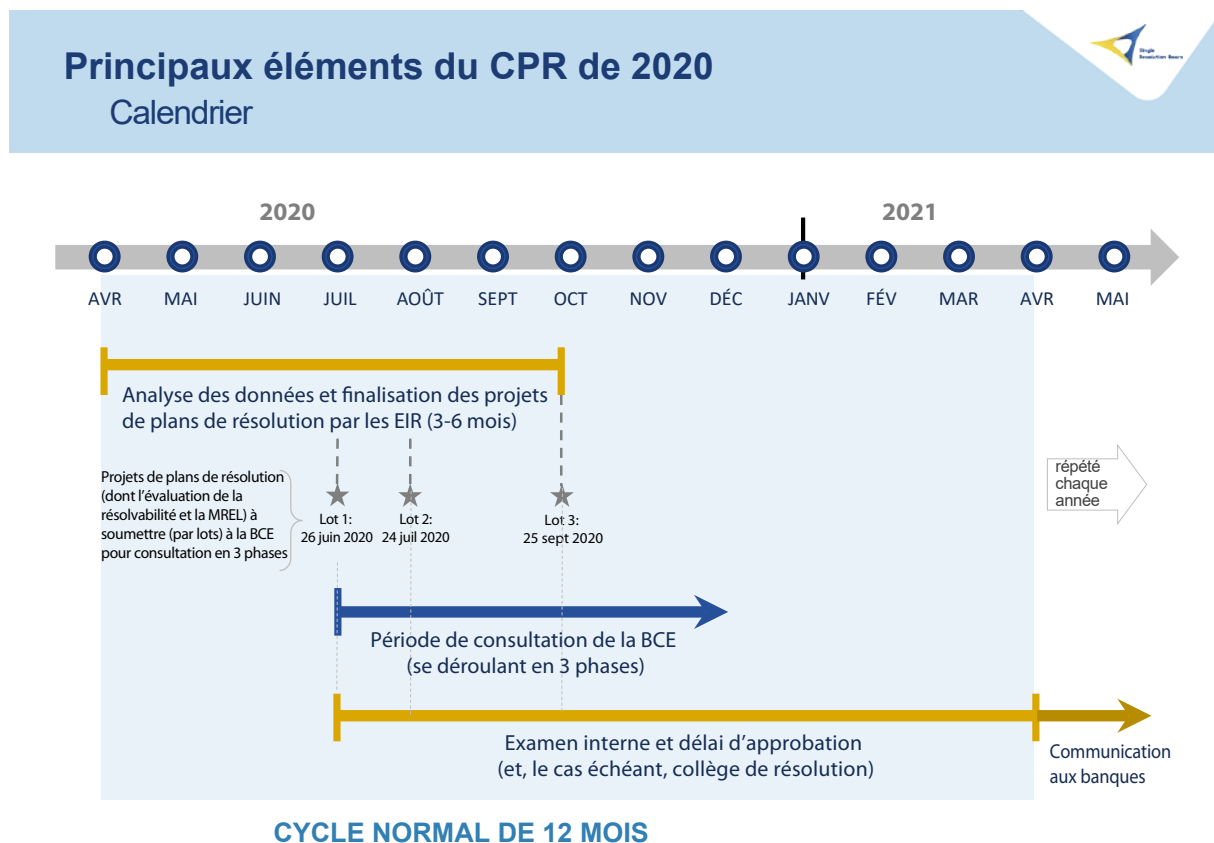 Principaux éléments du CPR de 2020
Calendrier
Single
Resolution Board
2020
2021
AVR
MAI
JUIN
JUIL
AOÛT
SEPT
OCT
NOV
DÉC
JANV
FÉV
MAR
AVR
MAI
Analyse des données et finalisation des projets
de plans de résolution par les EIR (3-6 mois)
Projets de plans de résolution
(dont l’évaluation de la
résolvabilité et la MREL) à
soumettre (par lots) à la BCE
pour consultation en 3 phases
Lot 1:
26 juin 2020
Lot 2:
24 juil 2020
Lot 3:
25 sept 2020
répété
chaque
année
Période de consultation de la BCE
(se déroulant en 3 phases)
Examen interne et délai d’approbation
(et, le cas échéant, collège de résolution)
Communication
aux banques
CYCLE NORMAL DE 12 MOIS